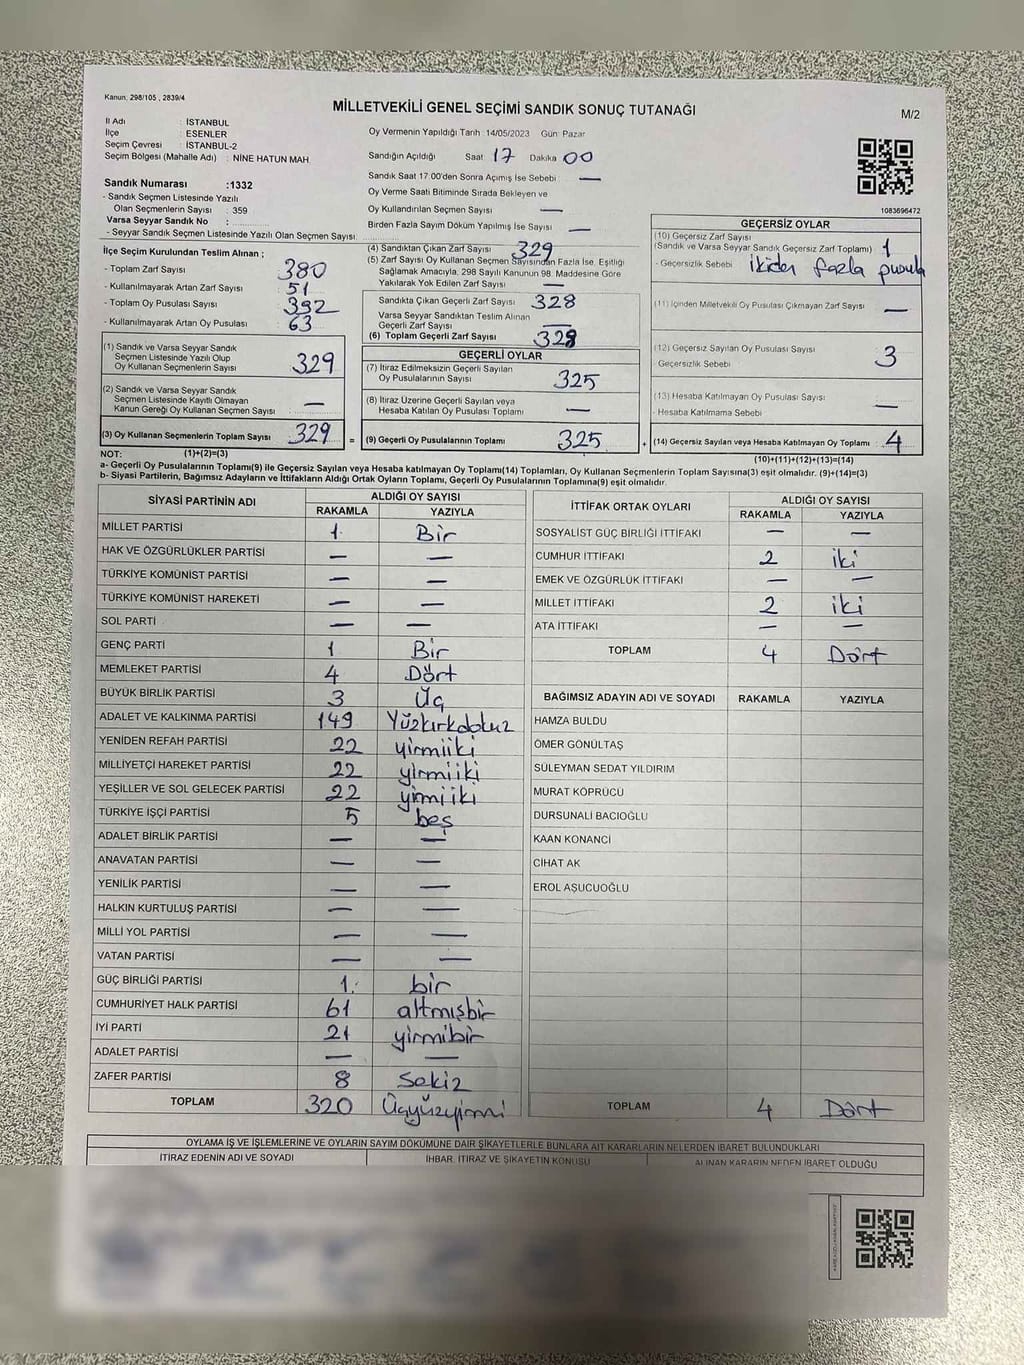 Kanun, 298/105 , 2839/4
MİLLETVEKİLİ GENEL SEÇİMİ SANDIK SONUÇ TUTANAĞI
M/2
İl Adı : İSTANBUL
İlçe : ESENLER
Seçim Çevresi : İSTANBUL-2
Seçim Bölgesi (Mahalle Adı) : NİNE HATUN MAH.
Oy Vermenin Yapıldığı Tarih 14/05/2023 Gün: Pazar
Sandığın Açıldığı Saat 17 Dakika 00
Sandık Saat 17:00'den Sonra Açımış İse Sebebi —
Oy Verme Saati Bitiminde Sırada Bekleyen ve
Oy Kullandırılan Seçmen Sayısı —
Birden Fazla Sayım Döküm Yapılmış İse Sayısı —
Sandık Numarası :1332
- Sandık Seçmen Listesinde Yazılı
Olan Seçmenlerin Sayısı : 359
Varsa Seyyar Sandık No :
- Seyyar Sandık Seçmen Listesinde Yazılı Olan Seçmen Sayısı.
1083696472
İlçe Seçim Kurulundan Teslim Alınan ;
- Toplam Zarf Sayısı 380
- Kullanılmayarak Artan Zarf Sayısı 51
- Toplam Oy Pusulası Sayısı 392
- Kullanılmayarak Artan Oy Pusulası 63
(4) Sandıktan Çıkan Zarf Sayısı 329
(5) Zarf Sayısı Oy Kullanan Seçmen Sayısından Fazla İse, Eşitliği
Sağlamak Amacıyla, 298 Sayılı Kanunun 98. Maddesine Göre
Yakılarak Yok Edilen Zarf Sayısı —
Sandıkta Çıkan Geçerli Zarf Sayısı 328
Varsa Seyyar Sandıktan Teslim Alınan
Geçerli Zarf Sayısı —
(6) Toplam Geçerli Zarf Sayısı 328
GEÇERSİZ OYLAR
(10) Geçersiz Zarf Sayısı
(Sandık ve Varsa Seyyar Sandık Geçersiz Zarf Toplamı) 1
- Geçersizlik Sebebi ikiden fazla pusula
(11) İçinden Milletvekili Oy Pusulası Çıkmayan Zarf Sayısı —
(12) Geçersiz Sayılan Oy Pusulası Sayısı 3
- Geçersizlik Sebebi
(13) Hesaba Katılmayan Oy Pusulası Sayısı —
- Hesaba Katılmama Sebebi
(14) Geçersiz Sayılan veya Hesaba Katılmayan Oy Toplamı 4
(10)+(11)+(12)+(13)=(14)
(1) Sandık ve Varsa Seyyar Sandık
Seçmen Listesinde Yazılı Olup
Oy Kullanan Seçmenlerin Sayısı 329
(2) Sandık ve Varsa Seyyar Sandık
Seçmen Listesinde Kayıtlı Olmayan
Kanun Gereği Oy Kullanan Seçmen Sayısı —
(3) Oy Kullanan Seçmenlerin Toplam Sayısı 329 =
GEÇERLİ OYLAR
(7) İtiraz Edilmeksizin Geçerli Sayılan
Oy Pusulalarının Sayısı 325
(8) İtiraz Üzerine Geçerli Sayılan veya
Hesaba Katılan Oy Pusulası Toplamı —
(9) Geçerli Oy Pusulalarının Toplamı 325 +
NOT: (1)+(2)=(3)
a- Geçerli Oy Pusulalarının Toplamı(9) ile Geçersiz Sayılan veya Hesaba katılmayan Oy Toplamı(14) Toplamları, Oy Kullanan Seçmenlerin Toplam Sayısına(3) eşit olmalıdır. (9)+(14)=(3)
b- Siyasi Partilerin, Bağımsız Adayların ve İttifakların Aldığı Ortak Oyların Toplamı, Geçerli Oy Pusulalarının Toplamına(9) eşit olmalıdır.
SİYASİ PARTİNİN ADI ALDIĞI OY SAYISI
RAKAMLA YAZIYLA
MİLLET PARTİSİ 1 Bir
HAK VE ÖZGÜRLÜKLER PARTİSİ — —
TÜRKİYE KOMÜNİST PARTİSİ — —
TÜRKİYE KOMÜNİST HAREKETİ — —
SOL PARTİ — —
GENÇ PARTİ 1 Bir
MEMLEKET PARTİSİ 4 Dört
BÜYÜK BİRLİK PARTİSİ 3 Üç
ADALET VE KALKINMA PARTİSİ 149 Yüzkırkdokuz
YENİDEN REFAH PARTİSİ 22 yirmiiki
MİLLİYETÇİ HAREKET PARTİSİ 22 yirmiiki
YEŞİLLER VE SOL GELECEK PARTİSİ 22 yirmiiki
TÜRKİYE İŞÇİ PARTİSİ 5 beş
ADALET BİRLİK PARTİSİ — —
ANAVATAN PARTİSİ — —
YENİLİK PARTİSİ — —
HALKIN KURTULUŞ PARTİSİ — —
MİLLİ YOL PARTİSİ — —
VATAN PARTİSİ — —
GÜÇ BİRLİĞİ PARTİSİ 1 bir
CUMHURİYET HALK PARTİSİ 61 altmışbir
İYİ PARTİ 21 yirmibir
ADALET PARTİSİ — —
ZAFER PARTİSİ 8 Sekiz
TOPLAM 320 Üçyüzyirmi
İTTİFAK ORTAK OYLARI ALDIĞI OY SAYISI
RAKAMLA YAZIYLA
SOSYALİST GÜÇ BİRLİĞİ İTTİFAKI — —
CUMHUR İTTİFAKI 2 iki
EMEK VE ÖZGÜRLÜK İTTİFAKI — —
MİLLET İTTİFAKI 2 iki
ATA İTTİFAKI — —
TOPLAM 4 Dört
BAĞIMSIZ ADAYIN ADI VE SOYADI RAKAMLA YAZIYLA
HAMZA BULDU
ÖMER GÖNÜLTAŞ
SÜLEYMAN SEDAT YILDIRIM
MURAT KÖPRÜCÜ
DURSUNALİ BACIOĞLU
KAAN KONANCİ
CİHAT AK
EROL AŞUCUOĞLU
TOPLAM 4 Dört
OYLAMA İŞ VE İŞLEMLERİNE VE OYLARIN SAYIM DÖKÜMÜNE DAİR ŞİKAYETLERLE BUNLARA AİT KARARLARIN NELERDEN İBARET BULUNDUKLARI
İTİRAZ EDENİN ADI VE SOYADI İHBAR, İTİRAZ VE ŞİKAYETİN KONUSU ALINAN KARARIN NEDEN İBARET OLDUĞU